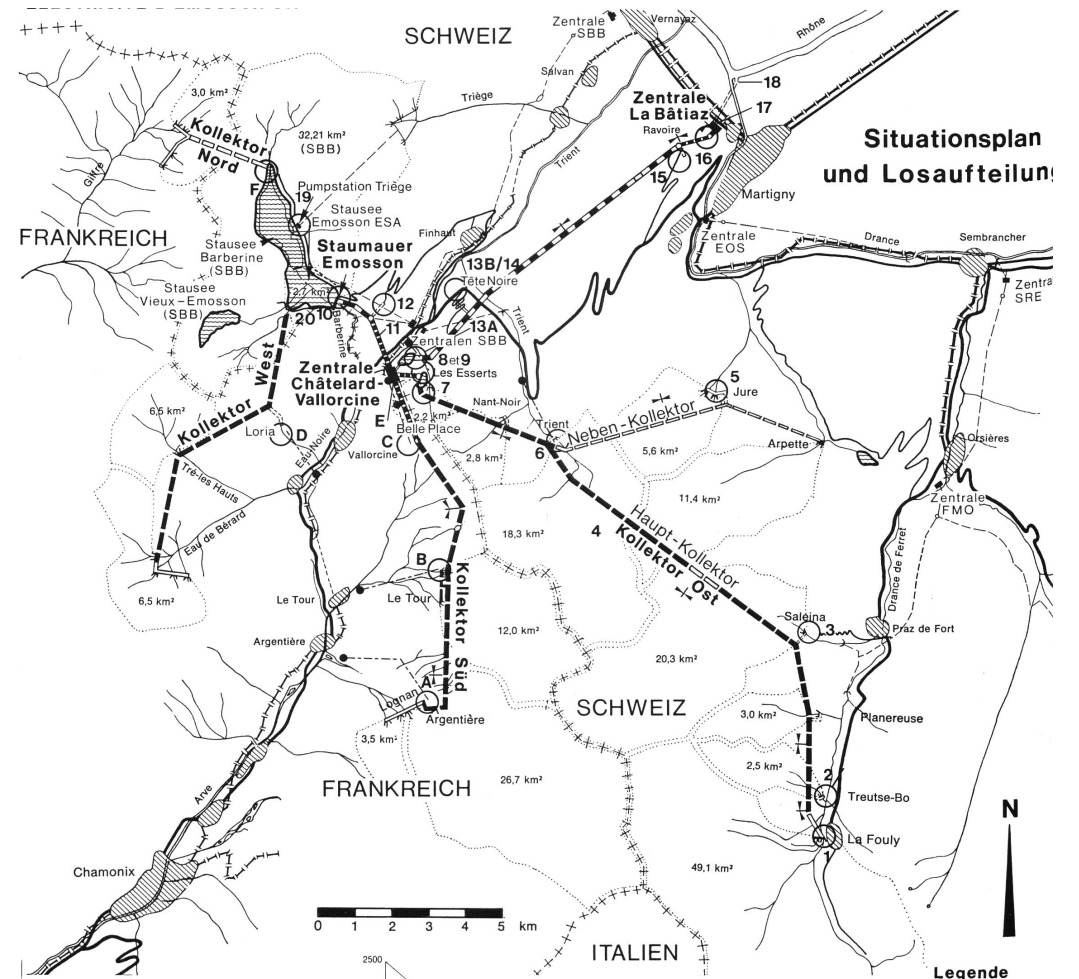 SCHWEIZ
Zentrale
SBB
Vernayaz
Rhône
Salvan
18
3,0 km²
Triège
Zentrale
La Bâtiaz
17
Kollektor
Nord
32,21 km²
(SBB)
Ravoire
16
15
Situationsplan
und Losaufteilung
Giffre
Trient
F
19
Pumpstation Triège
Martigny
Stausee
Emosson ESA
FRANKREICH
Stausee
Barberine
(SBB)
Staumauer
Emosson
Finhaut
Zentrale
EOS
Drance
Sembrancher
Stausee
Vieux-Emosson
(SBB)
13B/14
Tête Noire
Zentra
SRE
2,7 km²
12
20
10
Barberine
11
13A
Trient
Zentralen SBB
West
Zentrale
Châtelard-
Vallorcine
8 et 9
Les Esserts
7
5
Jure
E
Nant-Noir
2,2 km²
Belle Place
Kollektor
6,5 km²
Loria
D
Eau Noire
C
Vallorcine
Trient
6
Neben-Kollektor
Arpette
Orsières
2,8 km²
5,6 km²
Tré-les Hauts
11,4 km²
Zentrale
FMO
Eau de Bérard
18,3 km²
4
Haupt-Kollektor
Kollektor Ost
B
Kollektor Süd
Drance de Ferret
6,5 km²
Le Tour
Le Tour
Saleina
3
Praz de Fort
Argentière
12,0 km²
20,3 km²
A
Lognan
Argentière
SCHWEIZ
3,0 km²
Planereuse
3,5 km²
2,5 km²
26,7 km²
2
FRANKREICH
Treutse-Bo
Arve
N
La Fouly
1
49,1 km²
Chamonix
0 1 2 3 4 5 km
ITALIEN
2500
Legende